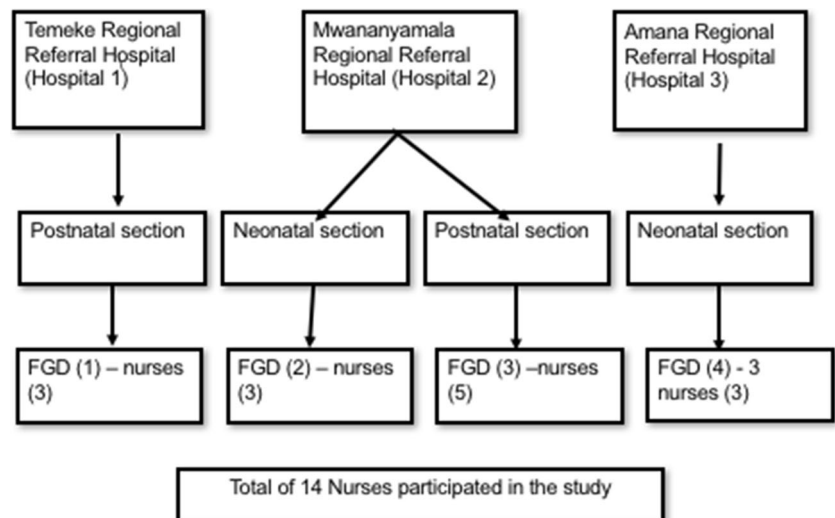 Temeke Regional
Referral Hospital
(Hospital 1)
Mwananyamala
Regional Referral
Hospital (Hospital 2)
Amana Regional
Referral Hospital
(Hospital 3)
Postnatal section
Neonatal section
Postnatal section
Neonatal section
FGD (1) – nurses
(3)
FGD (2) – nurses
(3)
FGD (3) –nurses
(5)
FGD (4) - 3
nurses (3)
Total of 14 Nurses participated in the study